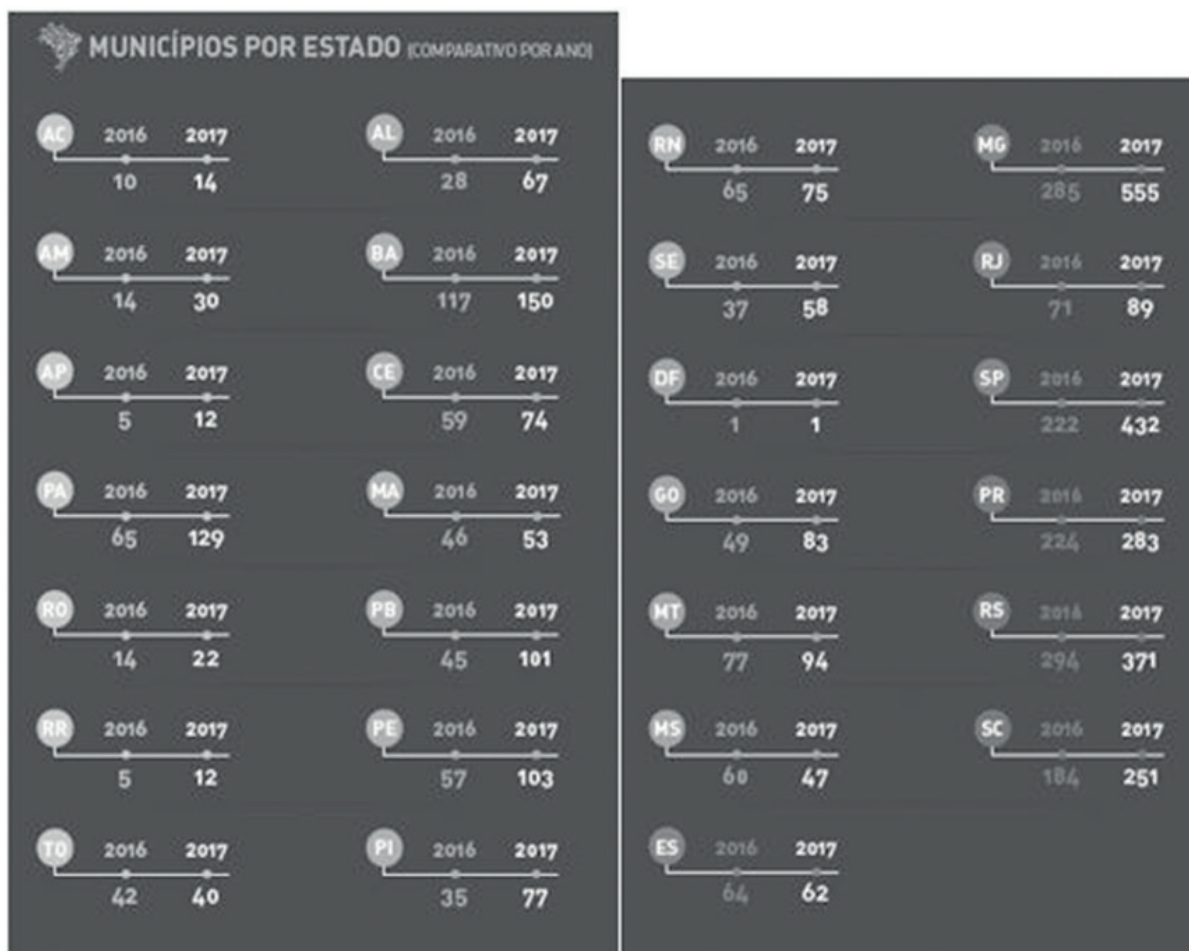 MUNICÍPIOS POR ESTADO (COMPARATIVO POR ANO)
AC 2016 2017
10 14
AL 2016 2017
28 67
AM 2016 2017
14 30
BA 2016 2017
117 150
AP 2016 2017
5 12
CE 2016 2017
59 74
PA 2016 2017
65 129
MA 2016 2017
46 53
RO 2016 2017
14 22
PB 2016 2017
45 101
RR 2016 2017
5 12
PE 2016 2017
57 103
TO 2016 2017
42 40
PI 2016 2017
35 77
RN 2016 2017
65 75
MG 2016 2017
285 555
SE 2016 2017
37 58
RJ 2016 2017
71 89
DF 2016 2017
1 1
SP 2016 2017
222 432
GO 2016 2017
49 83
PR 2016 2017
224 283
MT 2016 2017
77 94
RS 2016 2017
294 371
MS 2016 2017
60 47
SC 2016 2017
184 251
ES 2016 2017
64 62